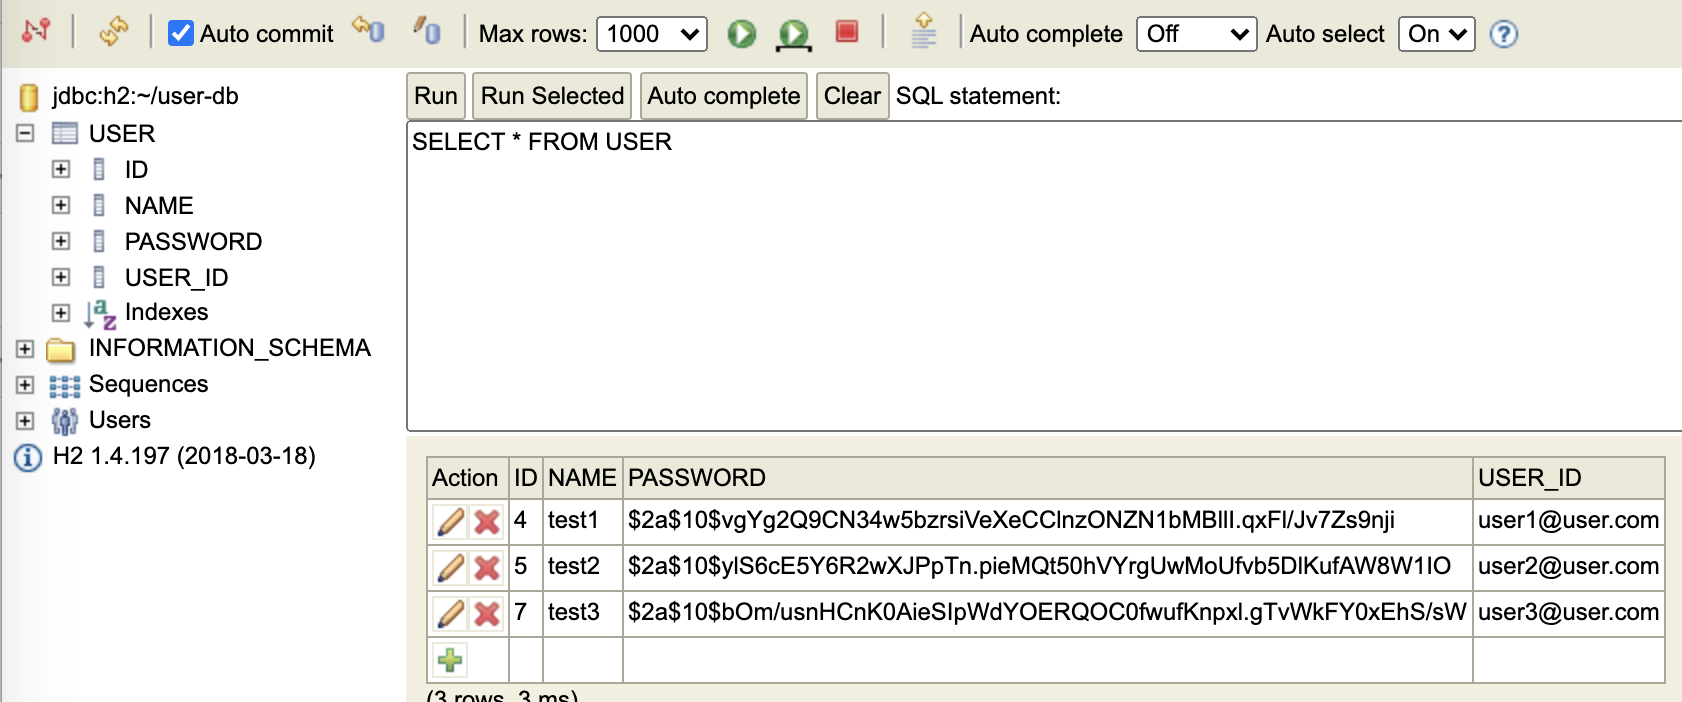 Auto commit Max rows: 1000 Auto complete Off Auto select On
jdbc:h2:~/user-db
USER
ID
NAME
PASSWORD
USER_ID
Indexes
INFORMATION_SCHEMA
Sequences
Users
H2 1.4.197 (2018-03-18)
Run Run Selected Auto complete Clear SQL statement:
SELECT * FROM USER
Action ID NAME PASSWORD USER_ID
4 test1 $2a$10$vgYg2Q9CN34w5bzrsiVeXeCClnzONZN1bMBlll.qxFl/Jv7Zs9nji user1@user.com
5 test2 $2a$10$ylS6cE5Y6R2wXJPpTn.pieMQt50hVYrgUwMoUfvb5DlKufAW8W1IO user2@user.com
7 test3 $2a$10$bOm/usnHCnK0AieSIpWdYOERQOC0fwufKnpxl.gTvWkFY0xEhS/sW user3@user.com
(3 rows, 3 ms)